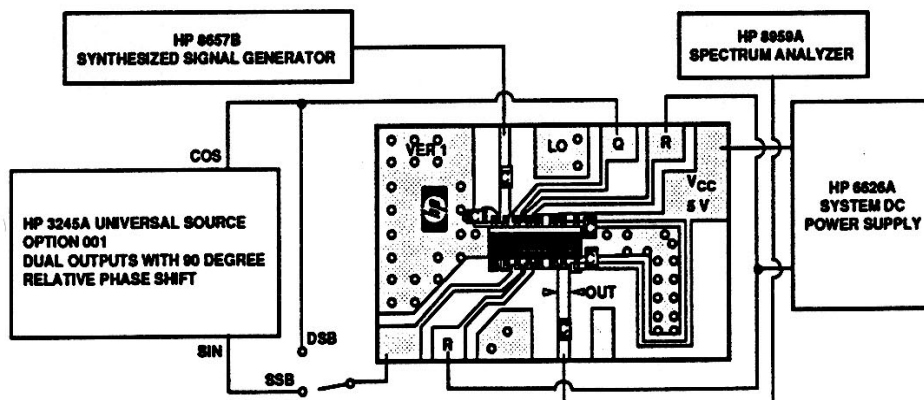 HP 8657B
SYNTHESIZED SIGNAL GENERATOR
HP 8959A
SPECTRUM ANALYZER
COS
HP 3245A UNIVERSAL SOURCE
OPTION 001
DUAL OUTPUTS WITH 90 DEGREE
RELATIVE PHASE SHIFT
SIN
DSB
SSB
VER 1
hp
LO
Q
R
VCC
5 V
OUT
R
HP 6626A
SYSTEM DC
POWER SUPPLY